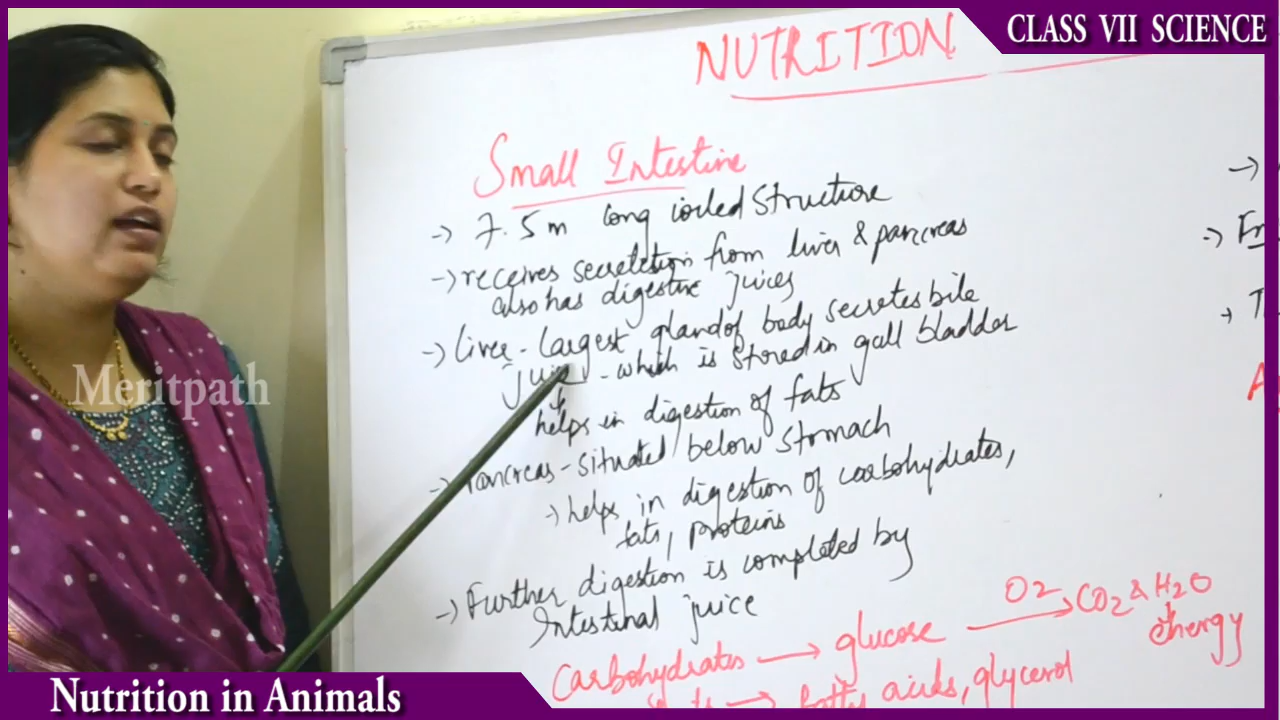 CLASS VII SCIENCE
NUTRITION
Small Intestine
-> 7.5m long coiled structure
-> receives secretion from liver & pancreas
also has digestive juices
-> Liver - largest gland of body secretes bile
juice - which is stored in gall bladder
helps in digestion of fats
-> Pancreas - situated below stomach
-> helps in digestion of carbohydrates,
fats, proteins
-> Further digestion is completed by
Intestinal juice
Carbohydrates -> glucose O2 -> CO2 & H2O
energy
fats -> fatty acids, glycerol
Meritpath
Nutrition in Animals